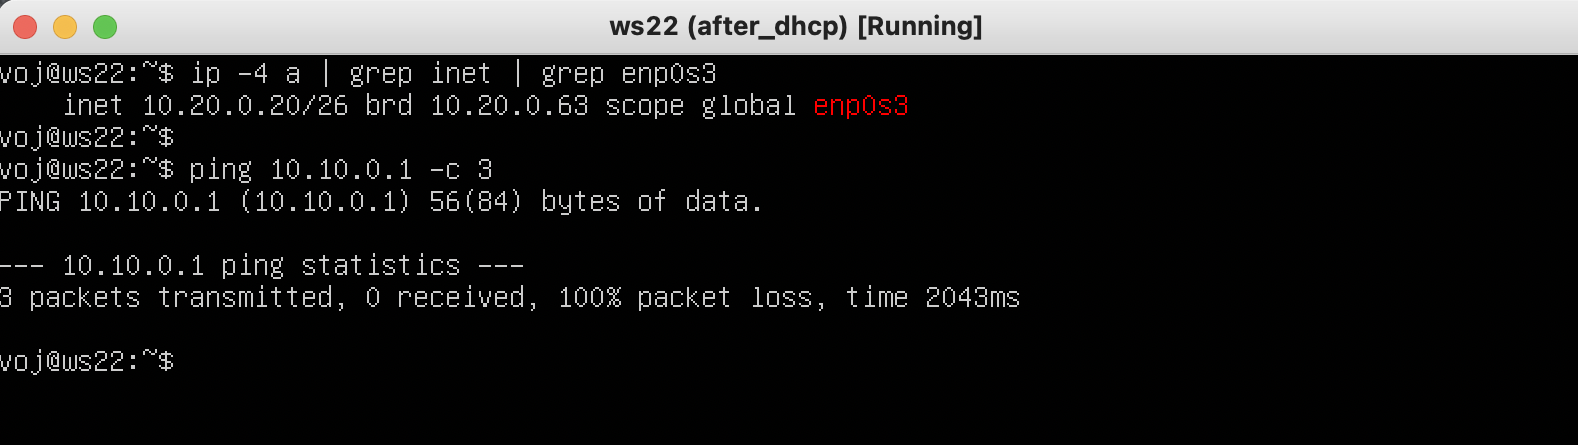 ws22 (after_dhcp) [Running]
voj@ws22:~$ ip -4 a | grep inet | grep enp0s3
inet 10.20.0.20/26 brd 10.20.0.63 scope global enp0s3
voj@ws22:~$
voj@ws22:~$ ping 10.10.0.1 -c 3
PING 10.10.0.1 (10.10.0.1) 56(84) bytes of data.
--- 10.10.0.1 ping statistics ---
3 packets transmitted, 0 received, 100% packet loss, time 2043ms
voj@ws22:~$